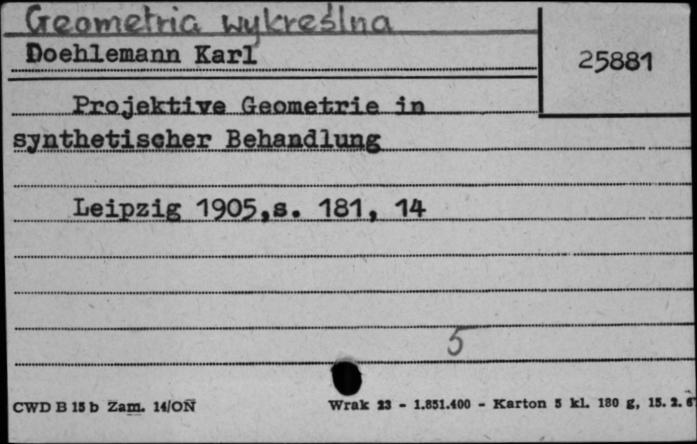 Geometria wykreślna
Doehlemann Karl
25881
Projektive Geometrie in
synthetischer Behandlung
Leipzig 1905,s. 181, 14
5
CWD B 15 b Zam. 14/ON Wrak 23 - 1.851.400 - Karton 5 kl. 180 g, 15. 2.